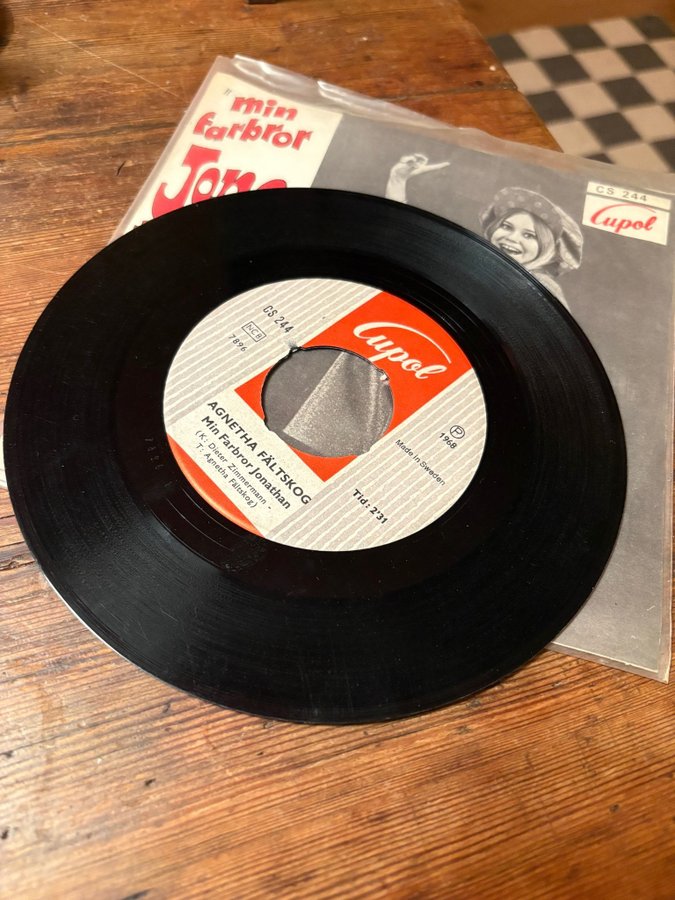 "min
farbror
CS 244
Cupol
CS 244
NCB
7896
Cupol
℗
1968
Made in Sweden
AGNETHA FÄLTSKOG
Min Farbror Jonathan
(K: Dieter Zimmermann -
T: Agnetha Fältskog)
Tid: 2'31